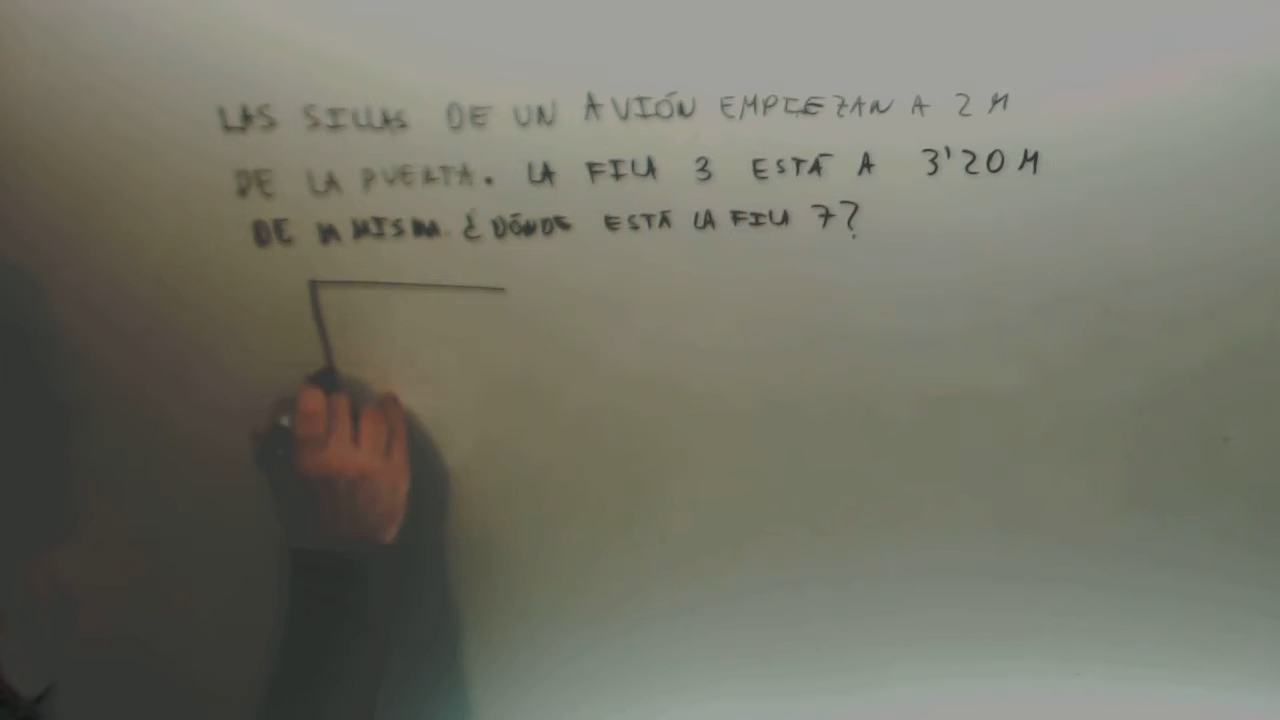 LAS SILLAS DE UN AVIÓN EMPIEZAN A 2 M
DE LA PUERTA. LA FILA 3 ESTÁ A 3'20 M
DE LA MISMA ¿DÓNDE ESTÁ LA FILA 7?